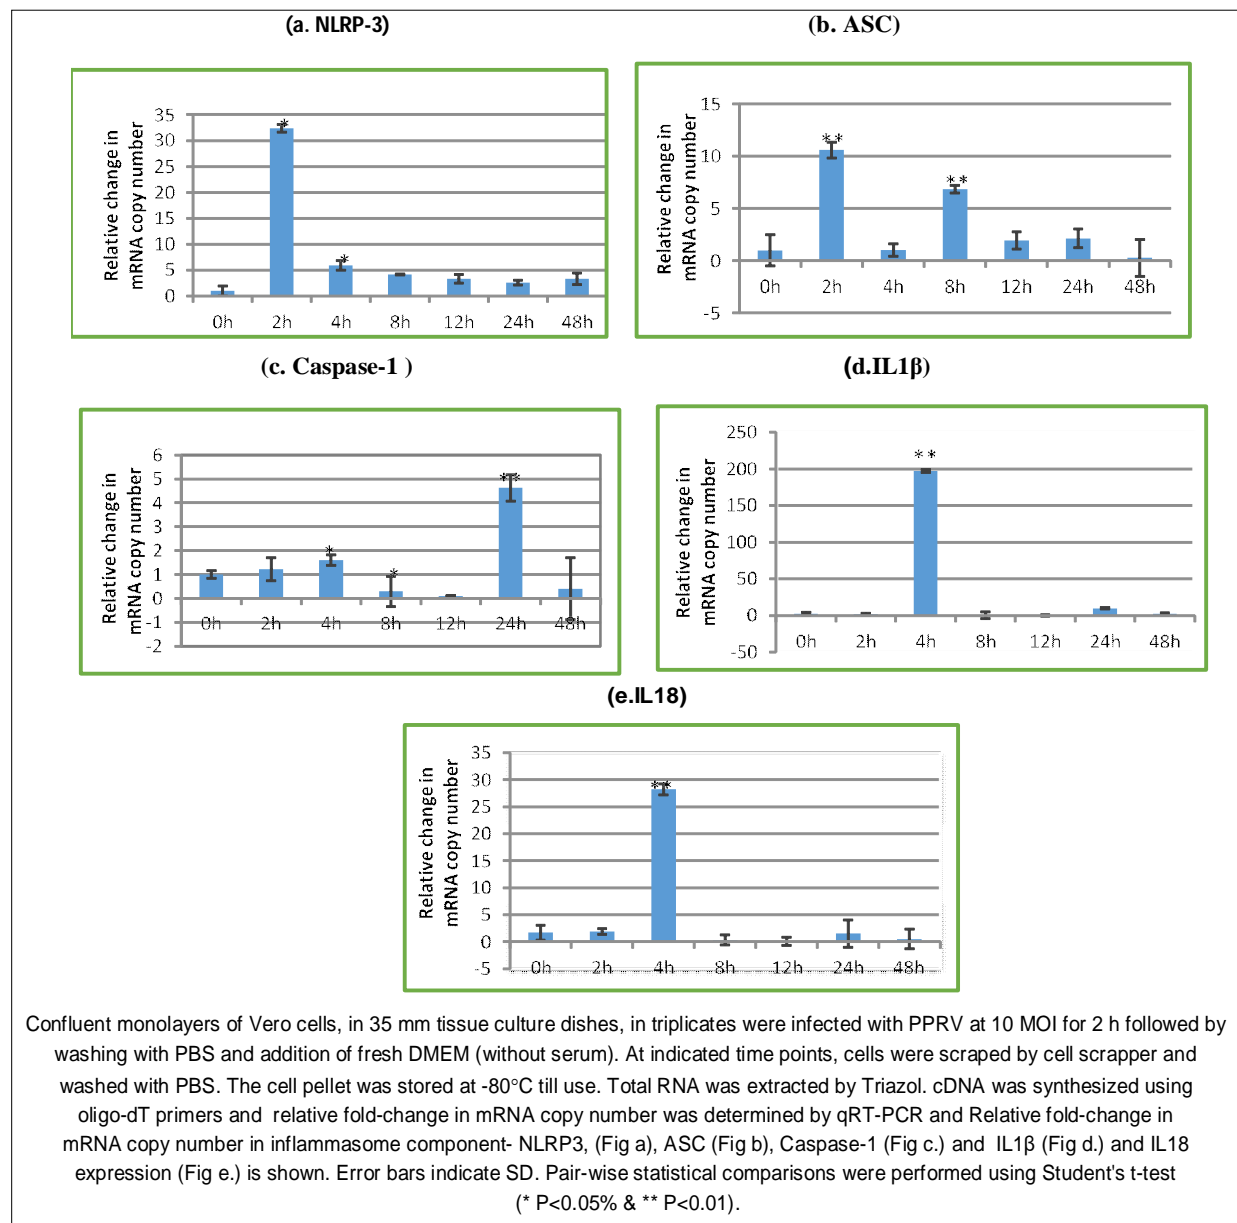 (a. NLRP-3)
(b. ASC)
Relative change in
mRNA copy number
35
30
25
20
15
10
5
0
*
*
0h 2h 4h 8h 12h 24h 48h
Relative change in
mRNA copy number
15
10
5
0
-5
**
**
0h 2h 4h 8h 12h 24h 48h
(c. Caspase-1 )
(d.IL1β)
Relative change in
mRNA copy number
6
5
4
3
2
1
0
-1
-2
*
*
**
0h 2h 4h 8h 12h 24h 48h
Relative change in
mRNA copy number
250
200
150
100
50
0
-50
**
0h 2h 4h 8h 12h 24h 48h
(e.IL18)
Relative change in
mRNA copy number
35
30
25
20
15
10
5
0
-5
**
0h 2h 4h 8h 12h 24h 48h
Confluent monolayers of Vero cells, in 35 mm tissue culture dishes, in triplicates were infected with PPRV at 10 MOI for 2 h followed by
washing with PBS and addition of fresh DMEM (without serum). At indicated time points, cells were scraped by cell scrapper and
washed with PBS. The cell pellet was stored at -80°C till use. Total RNA was extracted by Triazol. cDNA was synthesized using
oligo-dT primers and relative fold-change in mRNA copy number was determined by qRT-PCR and Relative fold-change in
mRNA copy number in inflammasome component- NLRP3, (Fig a), ASC (Fig b), Caspase-1 (Fig c.) and IL1β (Fig d.) and IL18
expression (Fig e.) is shown. Error bars indicate SD. Pair-wise statistical comparisons were performed using Student's t-test
(* P<0.05% & ** P<0.01).